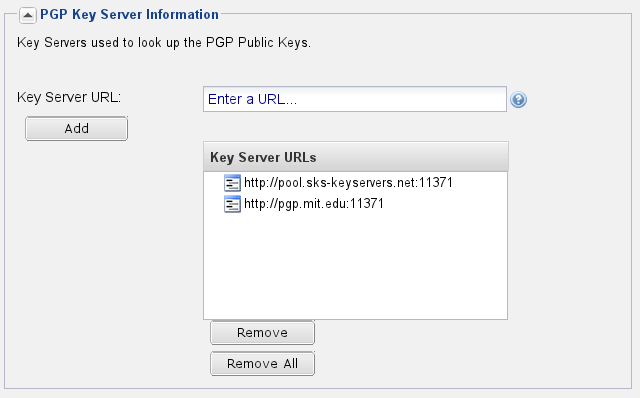 PGP Key Server Information
Key Servers used to look up the PGP Public Keys.
Key Server URL:
Enter a URL...
?
Add
Key Server URLs
http://pool.sks-keyservers.net:11371
http://pgp.mit.edu:11371
Remove
Remove All